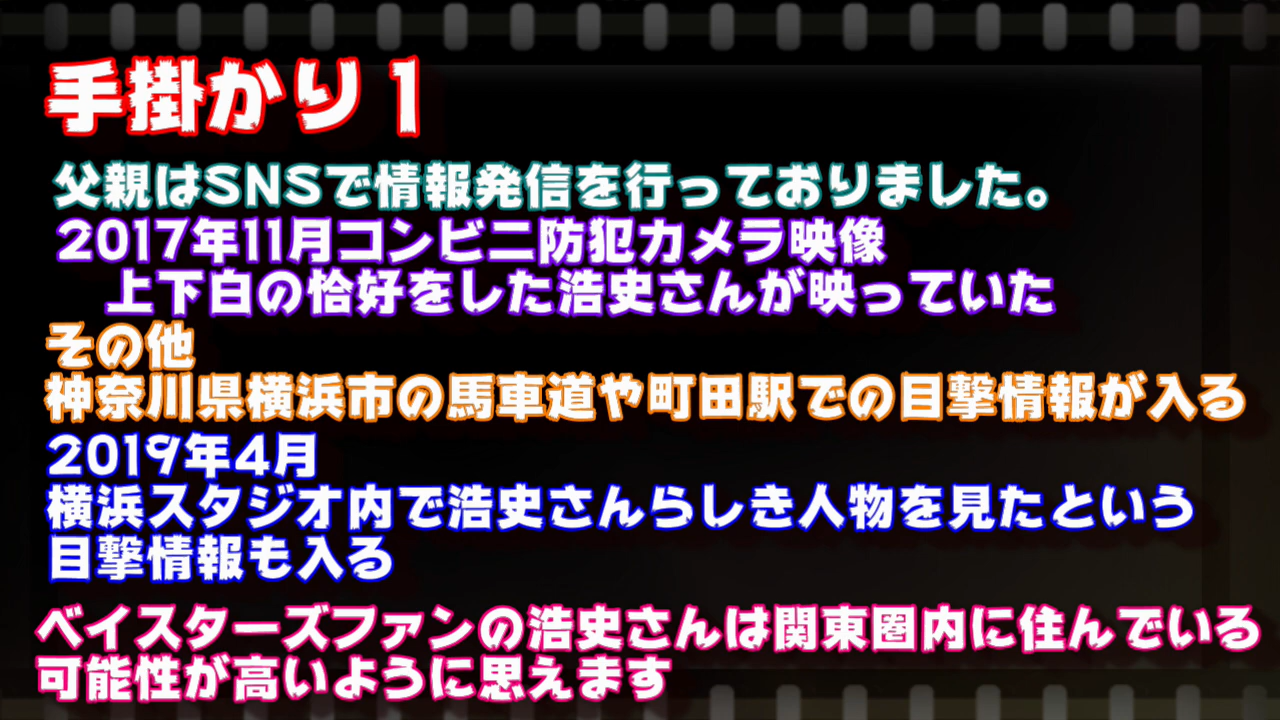 手掛かり1
父親はSNSで情報発信を行っておりました。
2017年11月コンビニ防犯カメラ映像
上下白の恰好をした浩史さんが映っていた
その他
神奈川県横浜市の馬車道や町田駅での目撃情報が入る
2019年4月
横浜スタジオ内で浩史さんらしき人物を見たという
目撃情報も入る
ベイスターズファンの浩史さんは関東圏内に住んでいる
可能性が高いように思えます